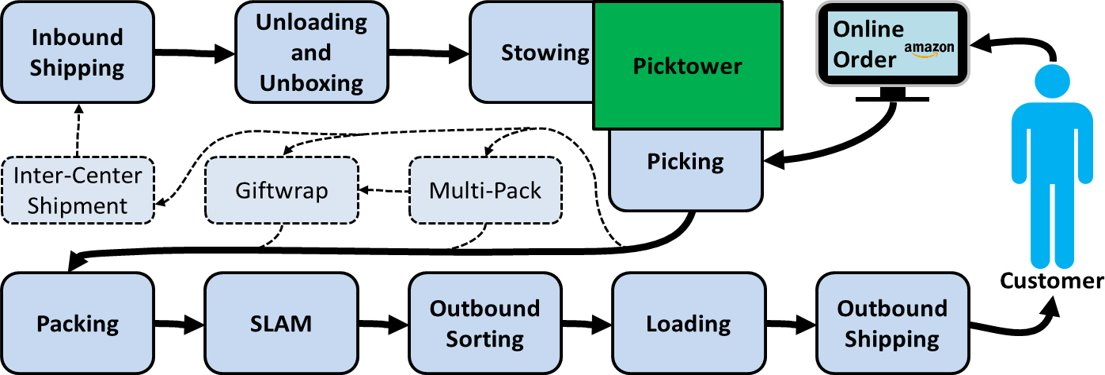 Inbound
Shipping
Unloading
and
Unboxing
Stowing
Picktower
Online
Order
amazon
Inter-Center
Shipment
Giftwrap
Multi-Pack
Picking
Customer
Packing
SLAM
Outbound
Sorting
Loading
Outbound
Shipping